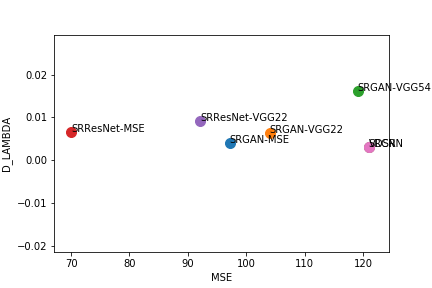 0.02
0.01
0.00
−0.01
−0.02
D_LAMBDA
SRGAN-VGG54
SRResNet-VGG22
SRResNet-MSE
SRGAN-VGG22
SRGAN-MSE
70 80 90 100 110 120
MSE